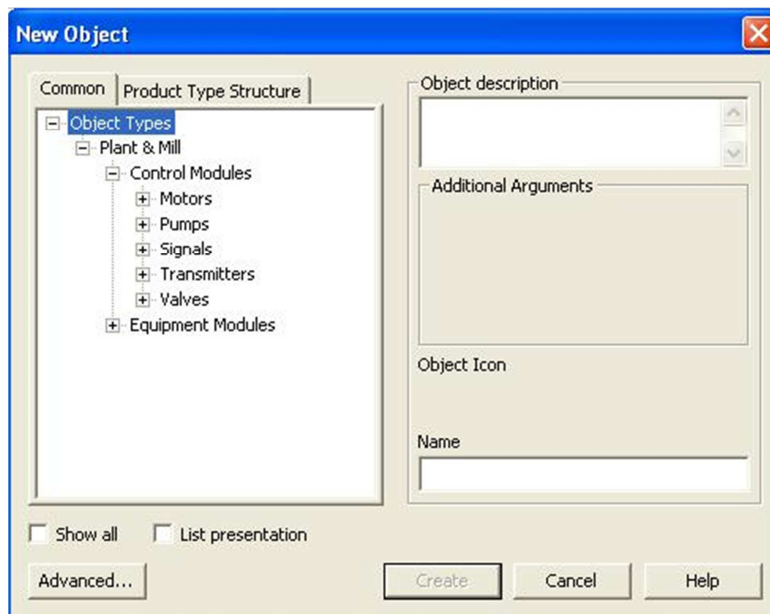 New Object
Common
Product Type Structure
Object Types
Plant & Mill
Control Modules
Motors
Pumps
Signals
Transmitters
Valves
Equipment Modules
Object description
Additional Arguments
Object Icon
Name
Show all
List presentation
Advanced...
Create
Cancel
Help